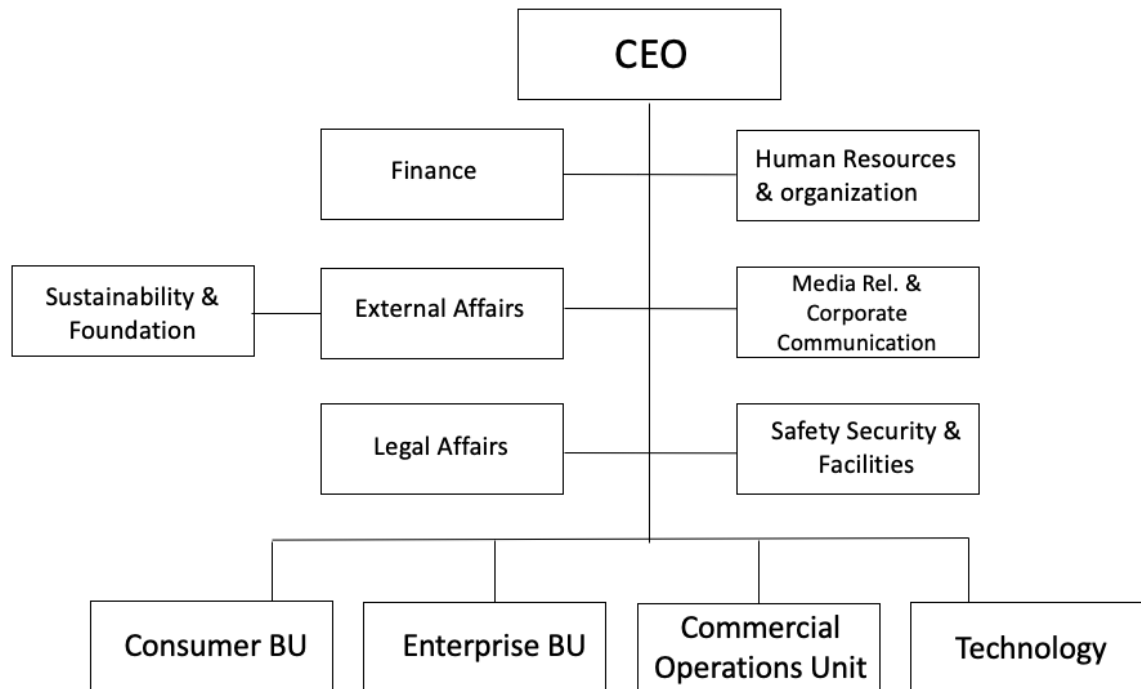 CEO
Finance
Human Resources
& organization
Sustainability &
Foundation
External Affairs
Media Rel. &
Corporate
Communication
Legal Affairs
Safety Security &
Facilities
Consumer BU
Enterprise BU
Commercial
Operations Unit
Technology